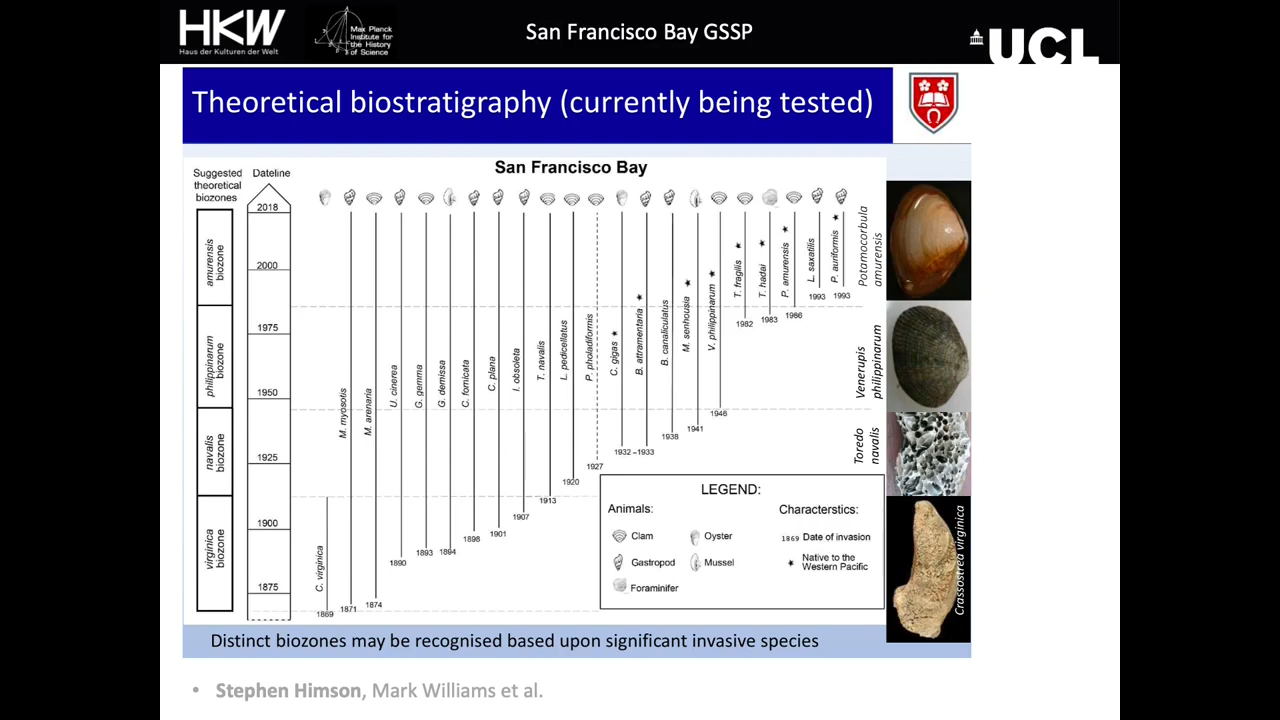 HKW
Haus der Kulturen der Welt
Max Planck
Institute for
the History
of Science
San Francisco Bay GSSP
UCL
Theoretical biostratigraphy (currently being tested)
San Francisco Bay
Suggested
theoretical
biozones
Dateline
2018
2000
1975
1950
1925
1900
1875
amurensis
biozone
philippinarum
biozone
navalis
biozone
virginica
biozone
C. virginica
1869
M. myosotis
1871
M. arenaria
1874
U. cinerea
1890
G. gemma
1893
G. demissa
1894
C. fornicata
1898
C. plana
1901
I. obsoleta
1907
T. navalis
1913
L. pedicellatus
1920
P. pholadiformis
1927
C. gigas ★
1932 –1933
B. attramentaria ★
B. canaliculatus
1938
M. senhousia ★
1941
V. philippinarum ★
1946
T. fragilis ★
1982
T. hadai ★
1983
P. amurensis ★
1986
L. saxatilis
1993
P. auriformis ★
1993
Potamocorbula
amurensis
Venerupis
philippinarum
Toredo
navalis
Crassostrea virginica
LEGEND:
Animals:
Clam
Oyster
Gastropod
Mussel
Foraminifer
Characterstics:
1869 Date of invasion
★ Native to the
Western Pacific
Distinct biozones may be recognised based upon significant invasive species
• Stephen Himson, Mark Williams et al.